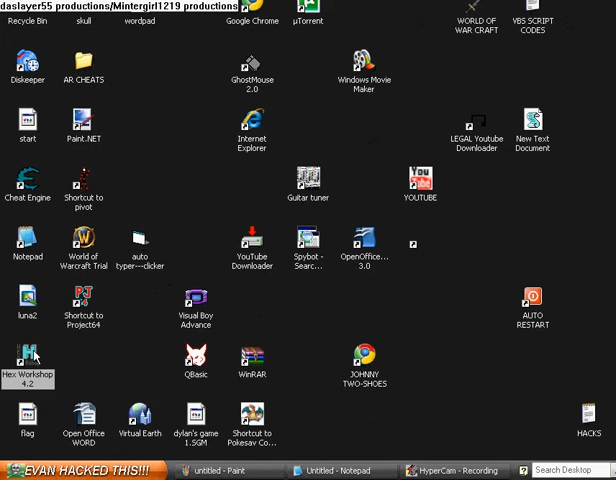 daslayer55 productions/Mintergirl1219 productions
Recycle Bin
skull
wordpad
Google Chrome
µTorrent
WORLD OF
WAR CRAFT
VBS SCRIPT
CODES
Diskeeper
AR CHEATS
GhostMouse
2.0
Windows Movie
Maker
start
Paint.NET
Internet
Explorer
LEGAL Youtube
Downloader
New Text
Document
Cheat Engine
Shortcut to
pivot
Guitar tuner
You
Tube
YOUTUBE
Notepad
World of
Warcraft Trial
auto
typer---clicker
YouTube
Downloader
Spybot -
Searc...
OpenOffice...
3.0
luna2
Shortcut to
Project64
Visual Boy
Advance
AUTO
RESTART
Hex Workshop
4.2
QBasic
WinRAR
JOHNNY
TWO-SHOES
flag
Open Office
WORD
Virtual Earth
dylan's game
1.SGM
Shortcut to
Pokesav Co...
HACKS
EVAN HACKED THIS!!!
untitled - Paint
Untitled - Notepad
HyperCam - Recording
Search Desktop